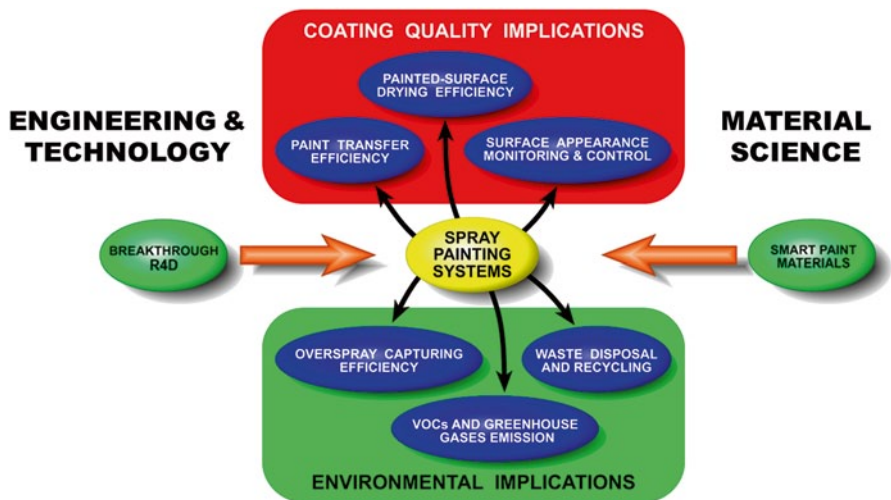 COATING QUALITY IMPLICATIONS
PAINTED-SURFACE
DRYING EFFICIENCY
PAINT TRANSFER
EFFICIENCY
SURFACE APPEARANCE
MONITORING & CONTROL
ENGINEERING &
TECHNOLOGY
MATERIAL
SCIENCE
BREAKTHROUGH
R4D
SPRAY
PAINTING
SYSTEMS
SMART PAINT
MATERIALS
OVERSPRAY CAPTURING
EFFICIENCY
WASTE DISPOSAL
AND RECYCLING
VOCs AND GREENHOUSE
GASES EMISSION
ENVIRONMENTAL IMPLICATIONS